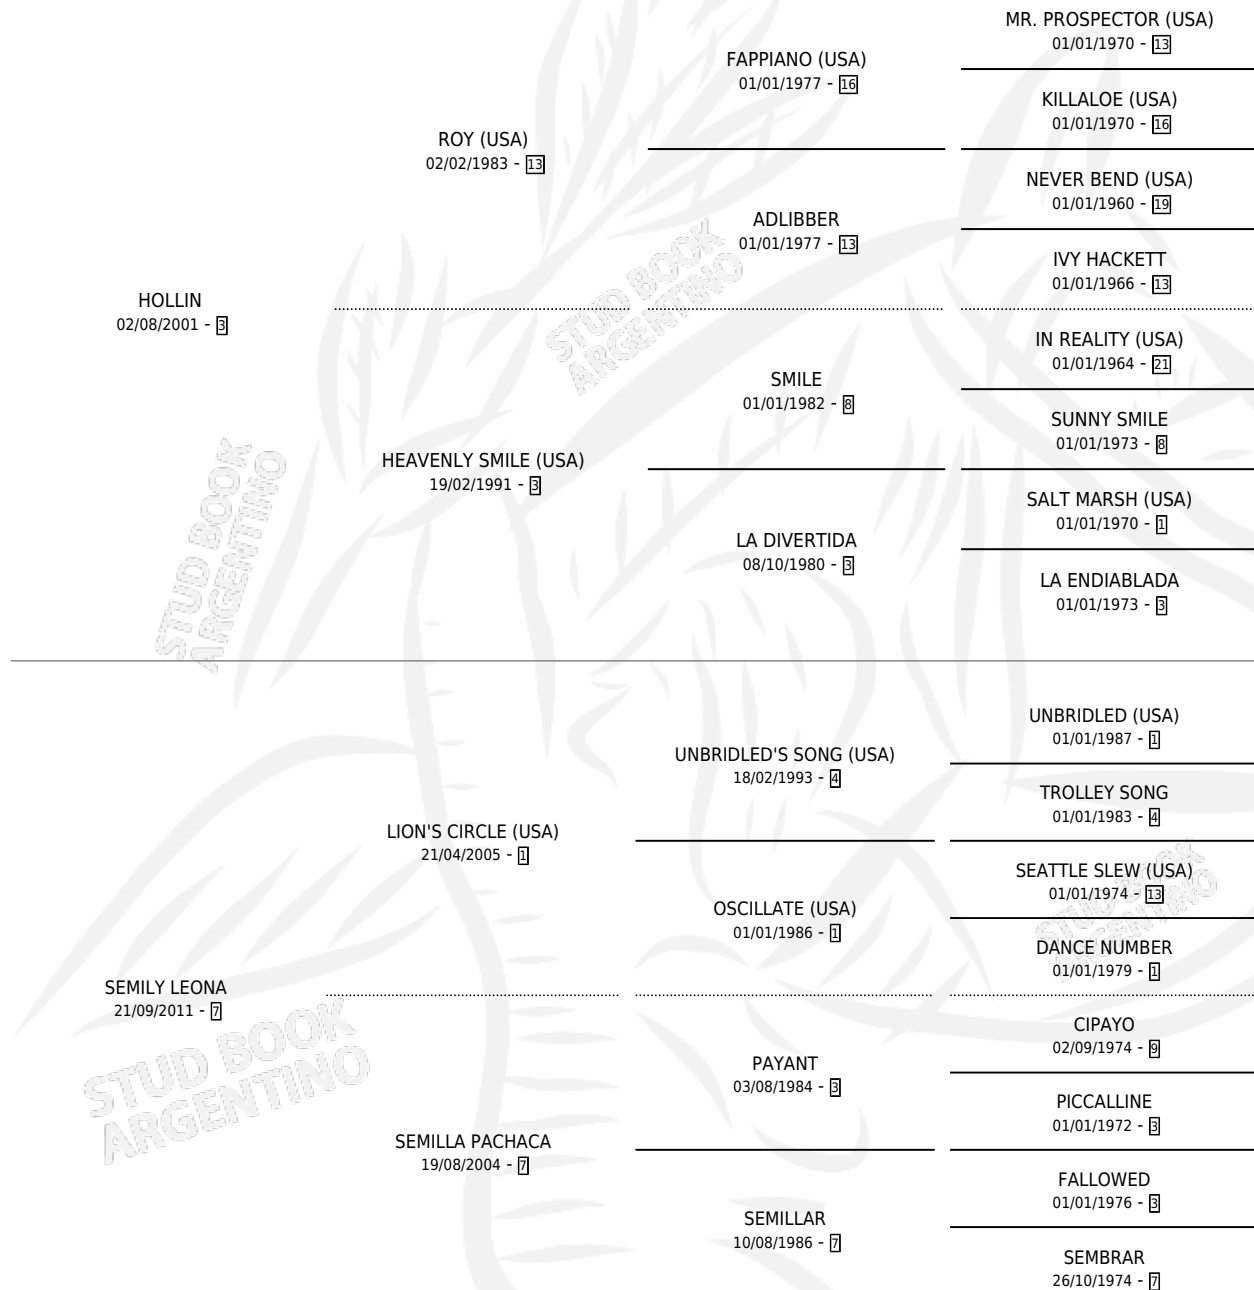 MR. PROSPECTOR (USA)
01/01/1970 - 13
FAPPIANO (USA)
01/01/1977 - 16
KILLALOE (USA)
01/01/1970 - 16
ROY (USA)
02/02/1983 - 13
NEVER BEND (USA)
01/01/1960 - 19
ADLIBBER
01/01/1977 - 13
IVY HACKETT
01/01/1966 - 13
HOLLIN
02/08/2001 - 3
IN REALITY (USA)
01/01/1964 - 21
SMILE
01/01/1982 - 8
SUNNY SMILE
01/01/1973 - 8
HEAVENLY SMILE (USA)
19/02/1991 - 3
SALT MARSH (USA)
01/01/1970 - 1
LA DIVERTIDA
08/10/1980 - 3
LA ENDIABLADA
01/01/1973 - 3
UNBRIDLED (USA)
01/01/1987 - 1
UNBRIDLED'S SONG (USA)
18/02/1993 - 4
TROLLEY SONG
01/01/1983 - 4
LION'S CIRCLE (USA)
21/04/2005 - 1
SEATTLE SLEW (USA)
01/01/1974 - 13
OSCILLATE (USA)
01/01/1986 - 1
DANCE NUMBER
01/01/1979 - 1
SEMILY LEONA
21/09/2011 - 7
CIPAYO
02/09/1974 - 9
PAYANT
03/08/1984 - 3
PICCALLINE
01/01/1972 - 3
SEMILLA PACHACA
19/08/2004 - 7
FALLOWED
01/01/1976 - 3
SEMILLAR
10/08/1986 - 7
SEMBRAR
26/10/1974 - 7
STUD BOOK
ARGENTINO
STUD BOOK
ARGENTINO
STUD BOOK
ARGENTINO
STUD BOOK
ARGENTINO